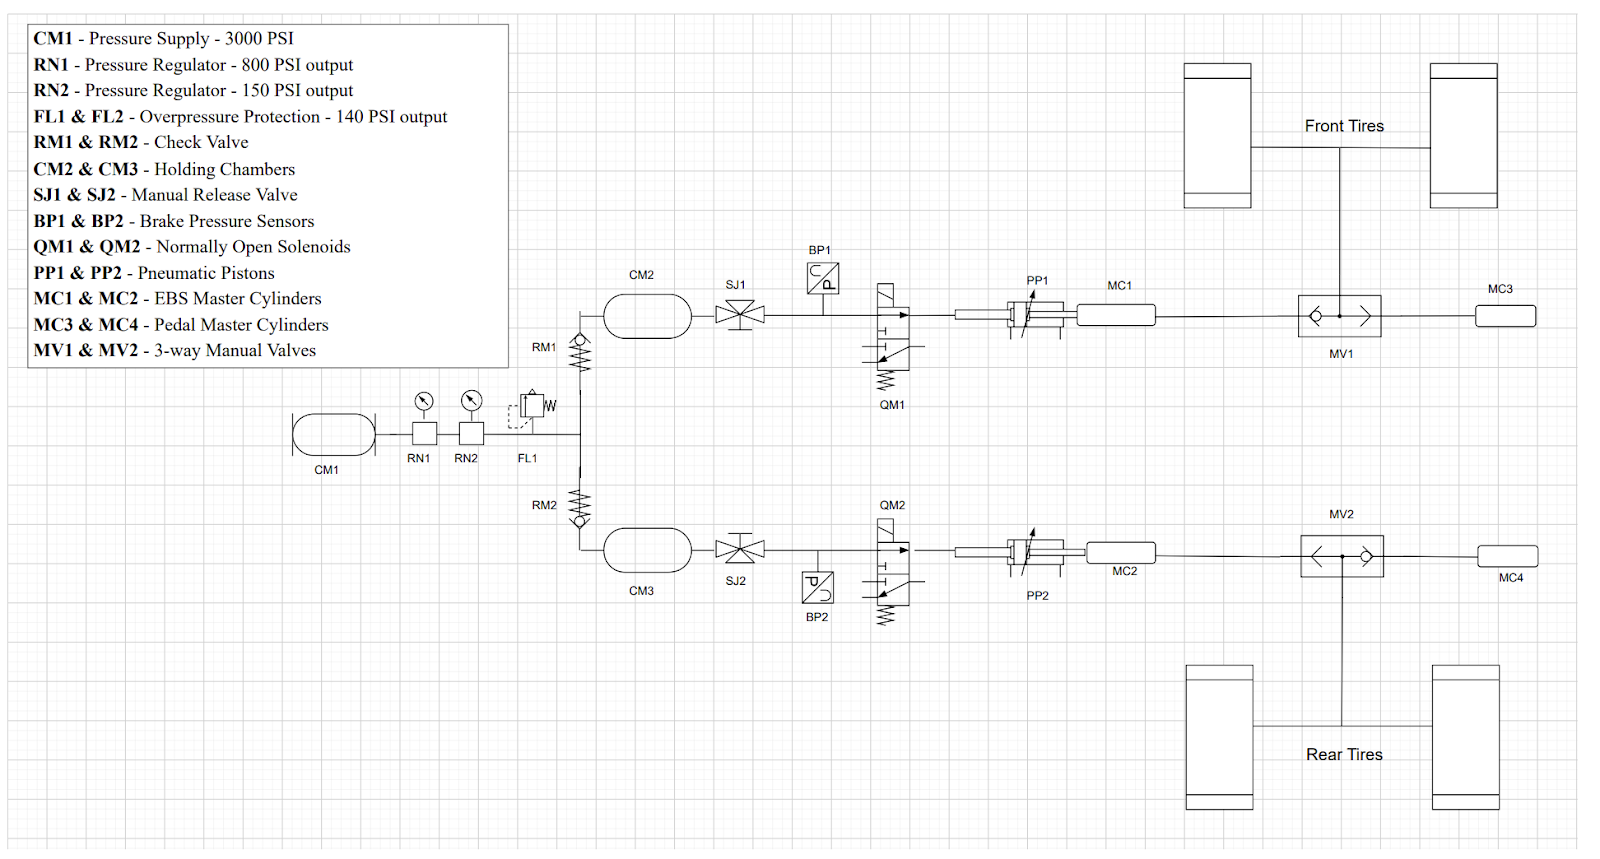 CM1 - Pressure Supply - 3000 PSI
RN1 - Pressure Regulator - 800 PSI output
RN2 - Pressure Regulator - 150 PSI output
FL1 & FL2 - Overpressure Protection - 140 PSI output
RM1 & RM2 - Check Valve
CM2 & CM3 - Holding Chambers
SJ1 & SJ2 - Manual Release Valve
BP1 & BP2 - Brake Pressure Sensors
QM1 & QM2 - Normally Open Solenoids
PP1 & PP2 - Pneumatic Pistons
MC1 & MC2 - EBS Master Cylinders
MC3 & MC4 - Pedal Master Cylinders
MV1 & MV2 - 3-way Manual Valves
Front Tires
BP1
U
P
CM2
SJ1
PP1
MC1
MC3
RM1
MV1
QM1
CM1
RN1
RN2
FL1
RM2
QM2
MV2
CM3
SJ2
P
U
BP2
PP2
MC2
MC4
Rear Tires